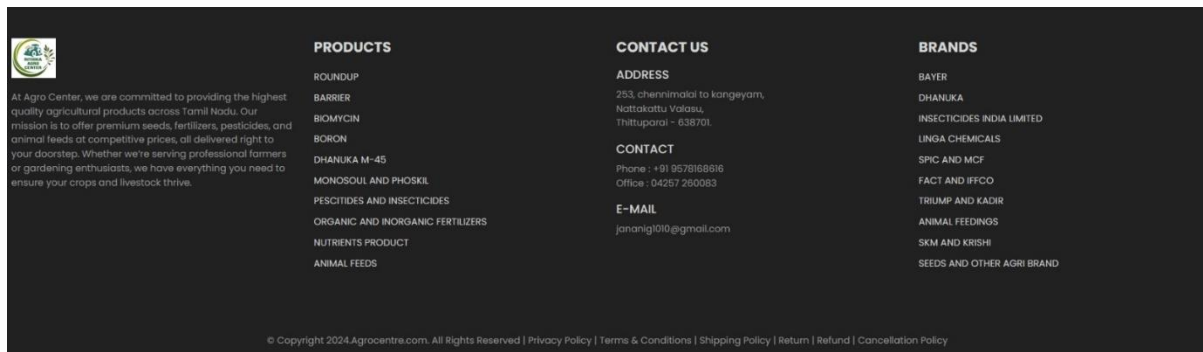 AGRO
CENTER
At Agro Center, we are committed to providing the highest
quality agricultural products across Tamil Nadu. Our
mission is to offer premium seeds, fertilizers, pesticides, and
animal feeds at competitive prices, all delivered right to
your doorstep. Whether we're serving professional farmers
or gardening enthusiasts, we have everything you need to
ensure your crops and livestock thrive.
PRODUCTS
ROUNDUP
BARRIER
BIOMYCIN
BORON
DHANUKA M-45
MONOSOUL AND PHOSKIL
PESCITIDES AND INSECTICIDES
ORGANIC AND INORGANIC FERTILIZERS
NUTRIENTS PRODUCT
ANIMAL FEEDS
CONTACT US
ADDRESS
253, chennimalai to kangeyam,
Nattakattu Valasu,
Thittuparai - 638701.
CONTACT
Phone : +91 9578168616
Office : 04257 260083
E-MAIL
jananig1010@gmail.com
BRANDS
BAYER
DHANUKA
INSECTICIDES INDIA LIMITED
LINGA CHEMICALS
SPIC AND MCF
FACT AND IFFCO
TRIUMP AND KADIR
ANIMAL FEEDINGS
SKM AND KRISHI
SEEDS AND OTHER AGRI BRAND
© Copyright 2024.Agrocentre.com. All Rights Reserved | Privacy Policy | Terms & Conditions | Shipping Policy | Return | Refund | Cancellation Policy